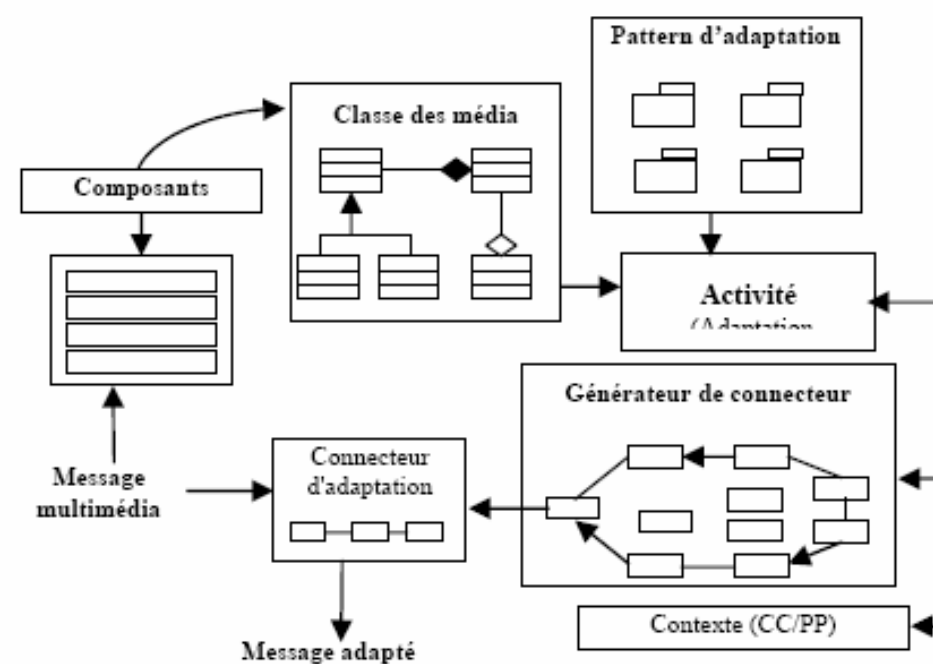 Pattern d'adaptation
Classe des média
Composants
Activité
(Adaptation
Générateur de connecteur
Connecteur
d'adaptation
Message
multimédia
Contexte (CC/PP)
Message adapté